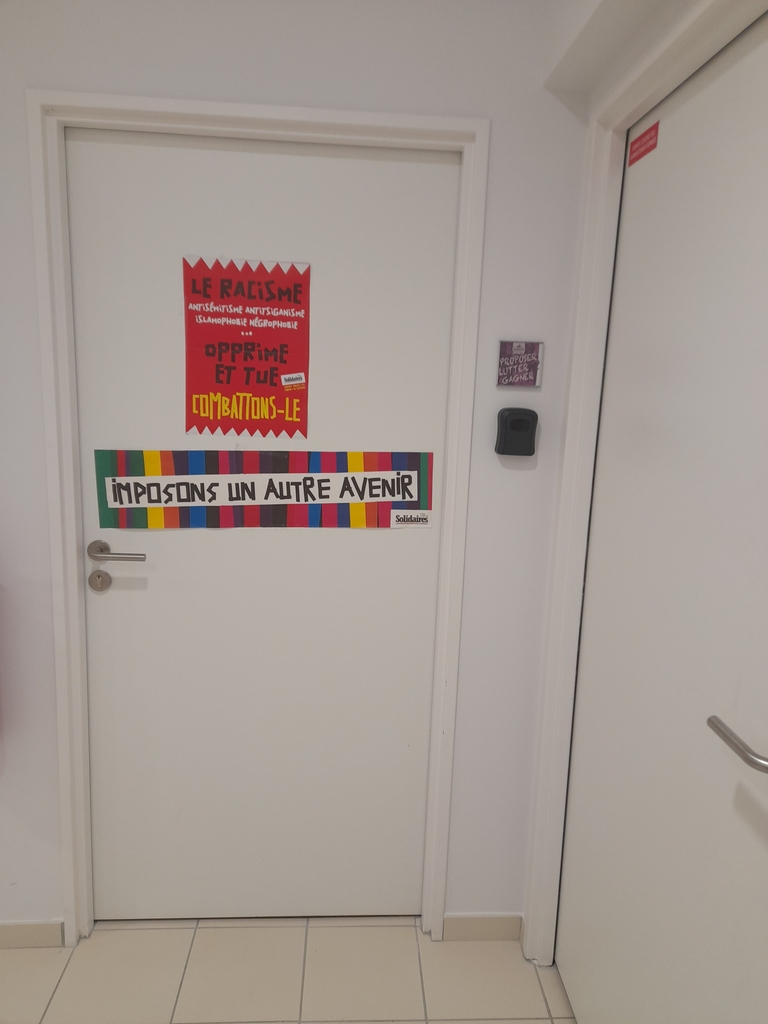 LE RACISME
ANTISÉMITISME ANTITSIGANISME
ISLAMOPHOBIE NÉGROPHOBIE
...
OPPRIME
ET TUE
Solidaires
COMBATTONS-LE
IMPOSONS UN AUTRE AVENIR
Solidaires
PROPOSER
LUTTER
GAGNER